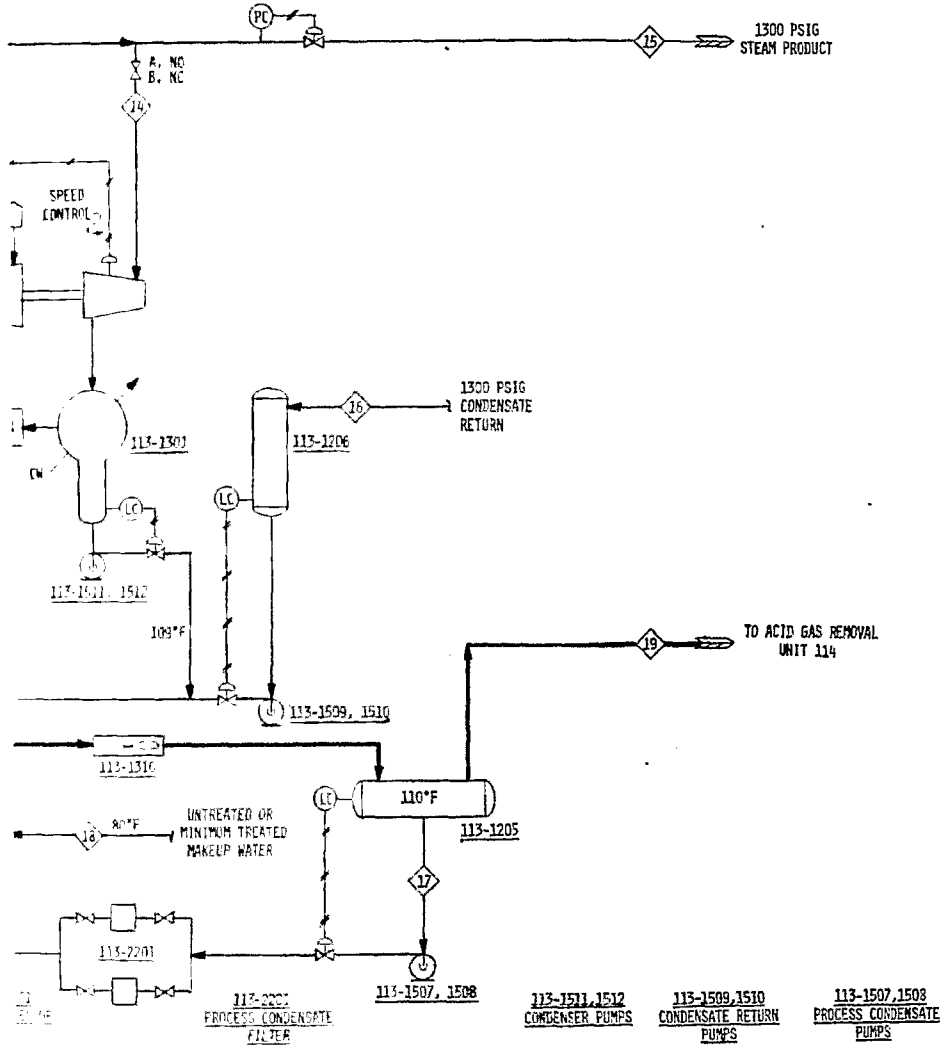 PC
15
1300 PSIG
STEAM PRODUCT
A. NO
B. NC
14
SPEED
CONTROL
16
1300 PSIG
CONDENSATE
RETURN
113-1301
113-1206
CW
LC
LC
113-1511, 1512
109°F
19
TO ACID GAS REMOVAL
UNIT 114
113-1509, 1510
113-1316
LC
110°F
113-1205
18
80°F
UNTREATED OR
MINIMUM TREATED
MAKEUP WATER
17
113-2201
113-1507, 1508
113-2201
PROCESS CONDENSATE
FILTER
113-1511,1512
CONDENSER PUMPS
113-1509,1510
CONDENSATE RETURN
PUMPS
113-1507,1508
PROCESS CONDENSATE
PUMPS